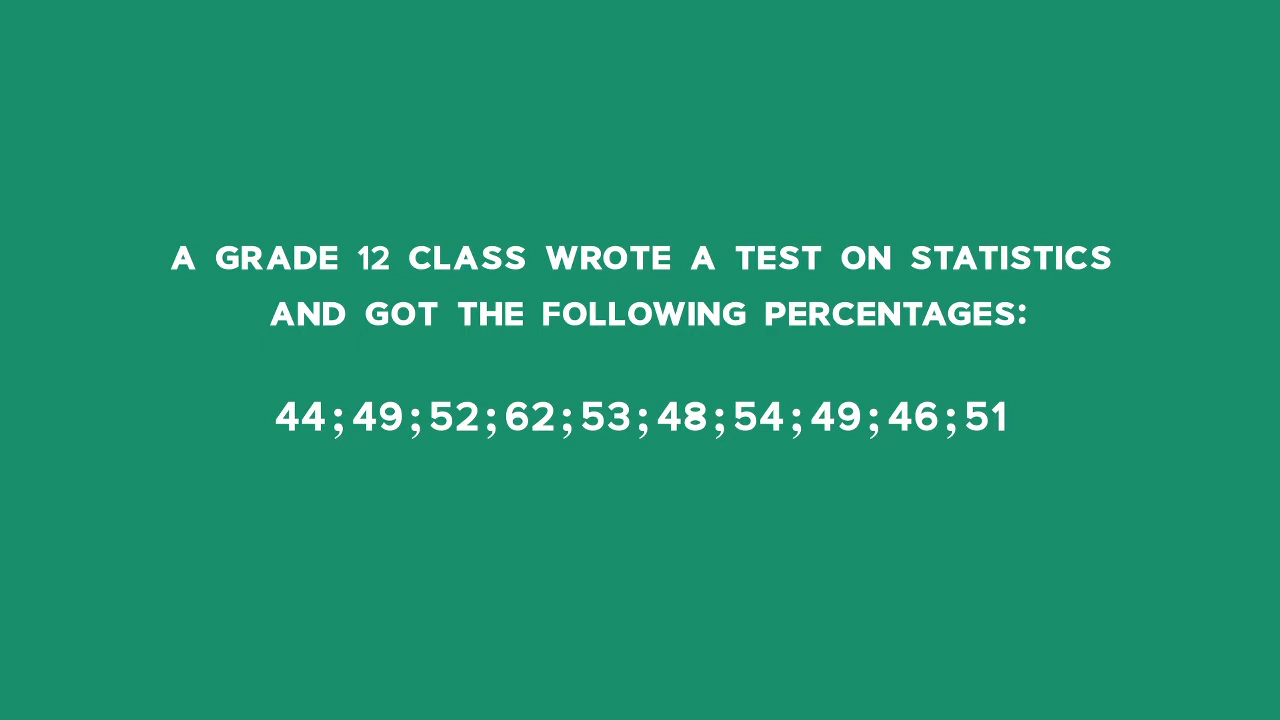 A GRADE 12 CLASS WROTE A TEST ON STATISTICS
AND GOT THE FOLLOWING PERCENTAGES:
44;49;52;62;53;48;54;49;46;51